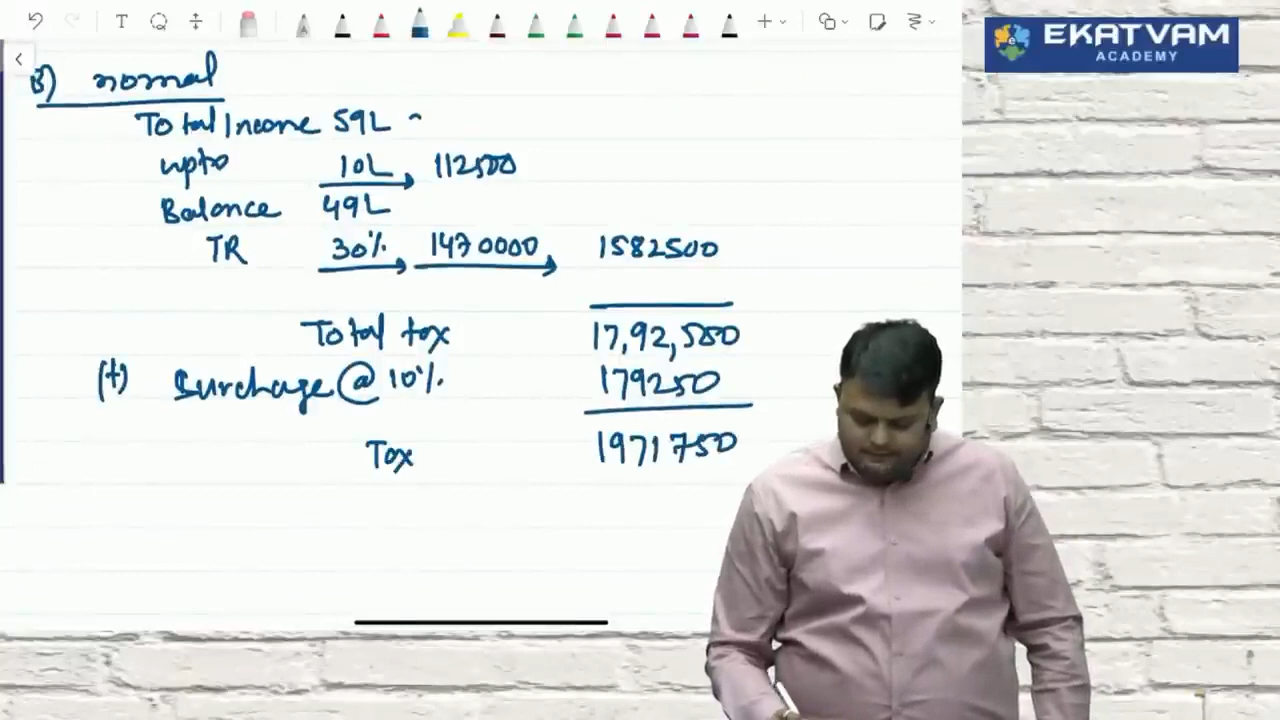 EKATVAM
ACADEMY
B) normal
Total Income 59L -
upto 10L 112500
Balance 49L
TR 30% 1470000 1582500
Total tax 17,92,500
(+) Surchage @ 10% 179250
Tax 1971750